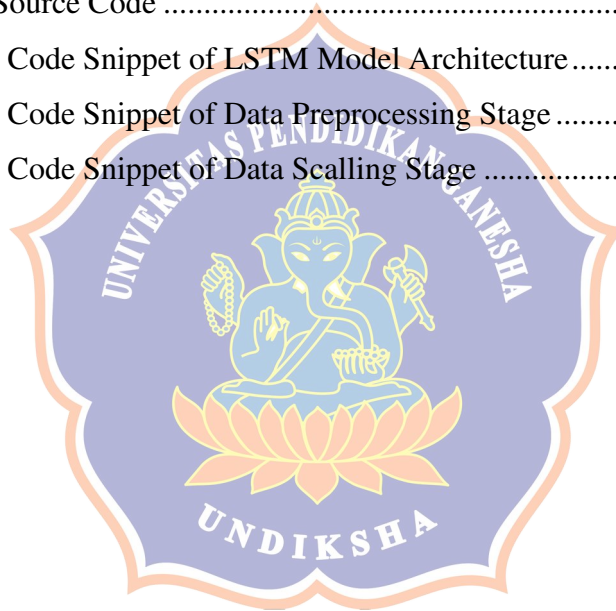 Source Code ......................................................
Code Snippet of LSTM Model Architecture......
Code Snippet of Data Preprocessing Stage ........
Code Snippet of Data Scalling Stage .................
UNIVERSITAS PENDIDIKAN GANESHA
UNDIKSHA